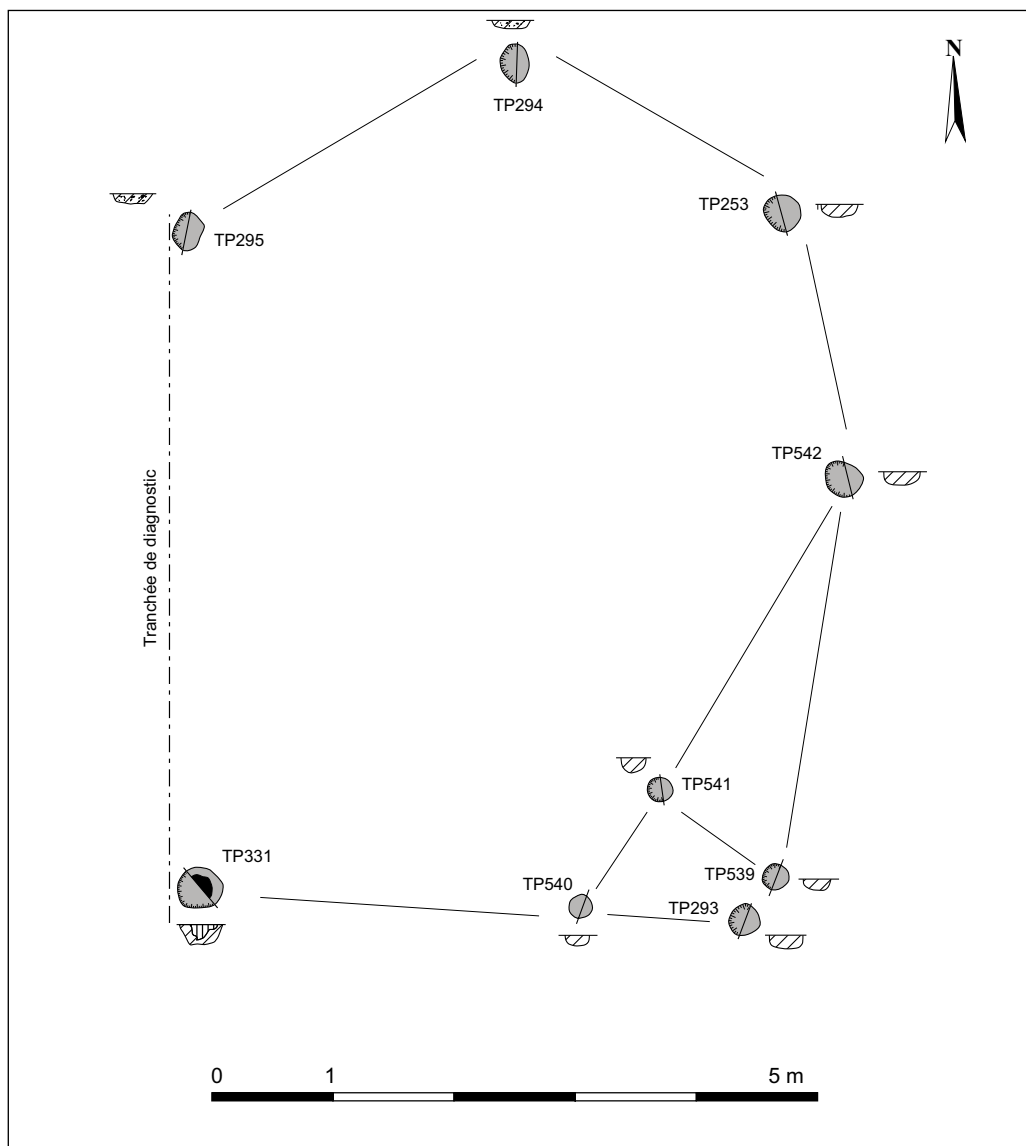 N
TP294
TP253
TP295
TP542
Tranchée de diagnostic
TP541
TP331
TP539
TP540
TP293
0 1 5 m